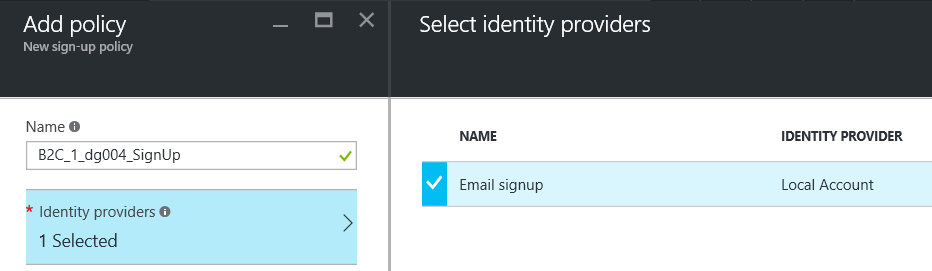 Add policy
New sign-up policy
Name
B2C_1_dg004_SignUp
* Identity providers
1 Selected
Select identity providers
NAME IDENTITY PROVIDER
Email signup Local Account